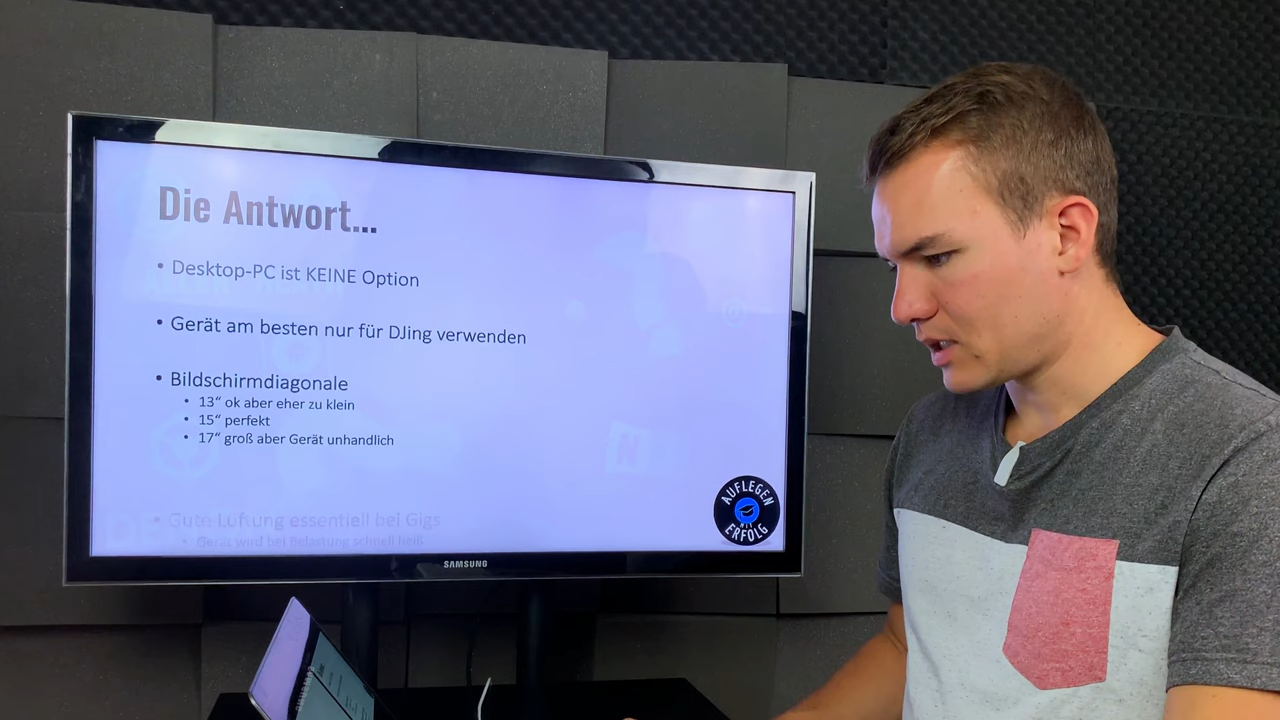 Die Antwort...
• Desktop-PC ist KEINE Option
• Gerät am besten nur für DJing verwenden
• Bildschirmdiagonale
• 13“ ok aber eher zu klein
• 15“ perfekt
• 17“ groß aber Gerät unhandlich
• Gute Lüftung essentiell bei Gigs
• Gerät wird bei Belastung schnell heiß
AUFLEGEN
MIT
ERFOLG
SAMSUNG